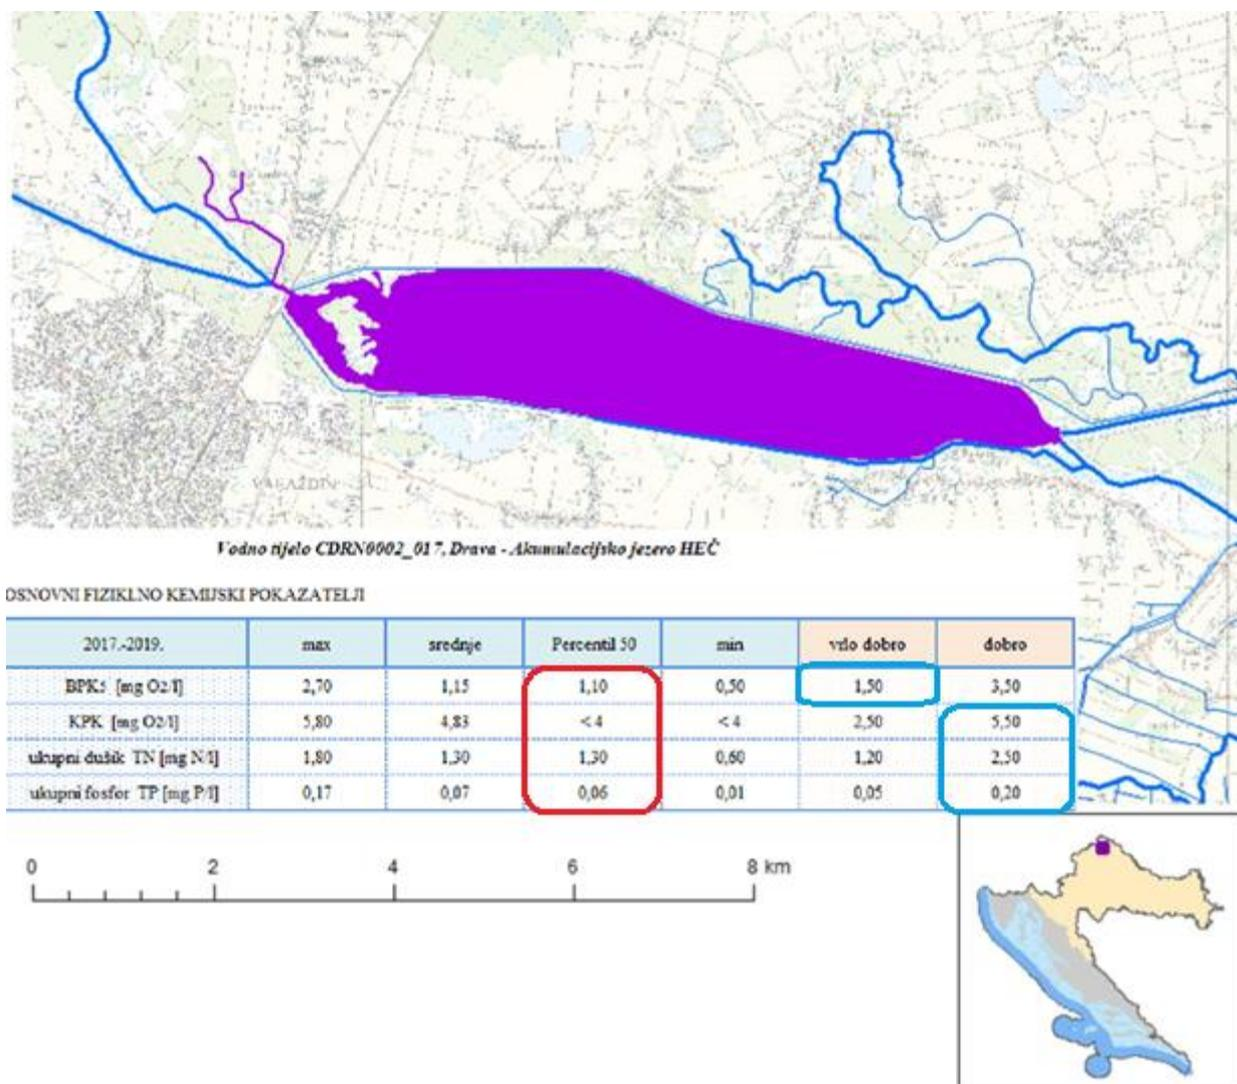 VARAŽDIN
Vodno tijelo CDRN0002_017, Drava - Akumulacijsko jezero HEČ
OSNOVNI FIZIKLNO KEMIJSKI POKAZATELJI
2017.-2019. max srednje Percentil 50 min vrlo dobro dobro
BPK5 [mg O2/l] 2,70 1,15 1,10 0,50 1,50 3,50
KPK [mg O2/l] 5,80 4,83 < 4 < 4 2,50 5,50
ukupni dušik TN [mg N/l] 1,80 1,30 1,30 0,60 1,20 2,50
ukupni fosfor TP [mg P/l] 0,17 0,07 0,06 0,01 0,05 0,20
0 2 4 6 8 km